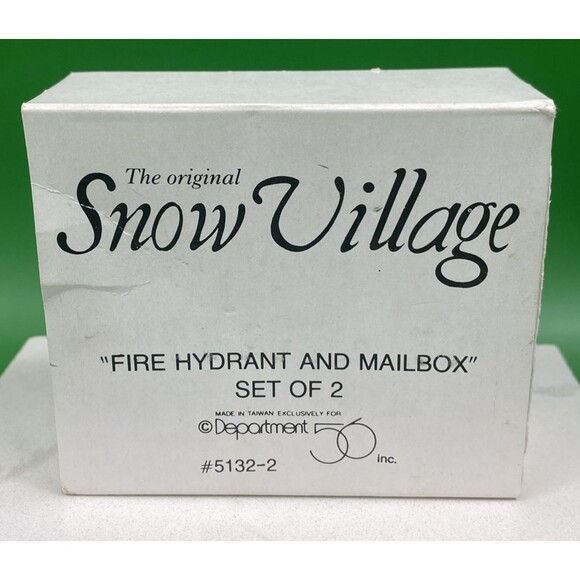 The original
Snow Village
"FIRE HYDRANT AND MAILBOX"
SET OF 2
MADE IN TAIWAN EXCLUSIVELY FOR
©Department 56 inc.
#5132-2